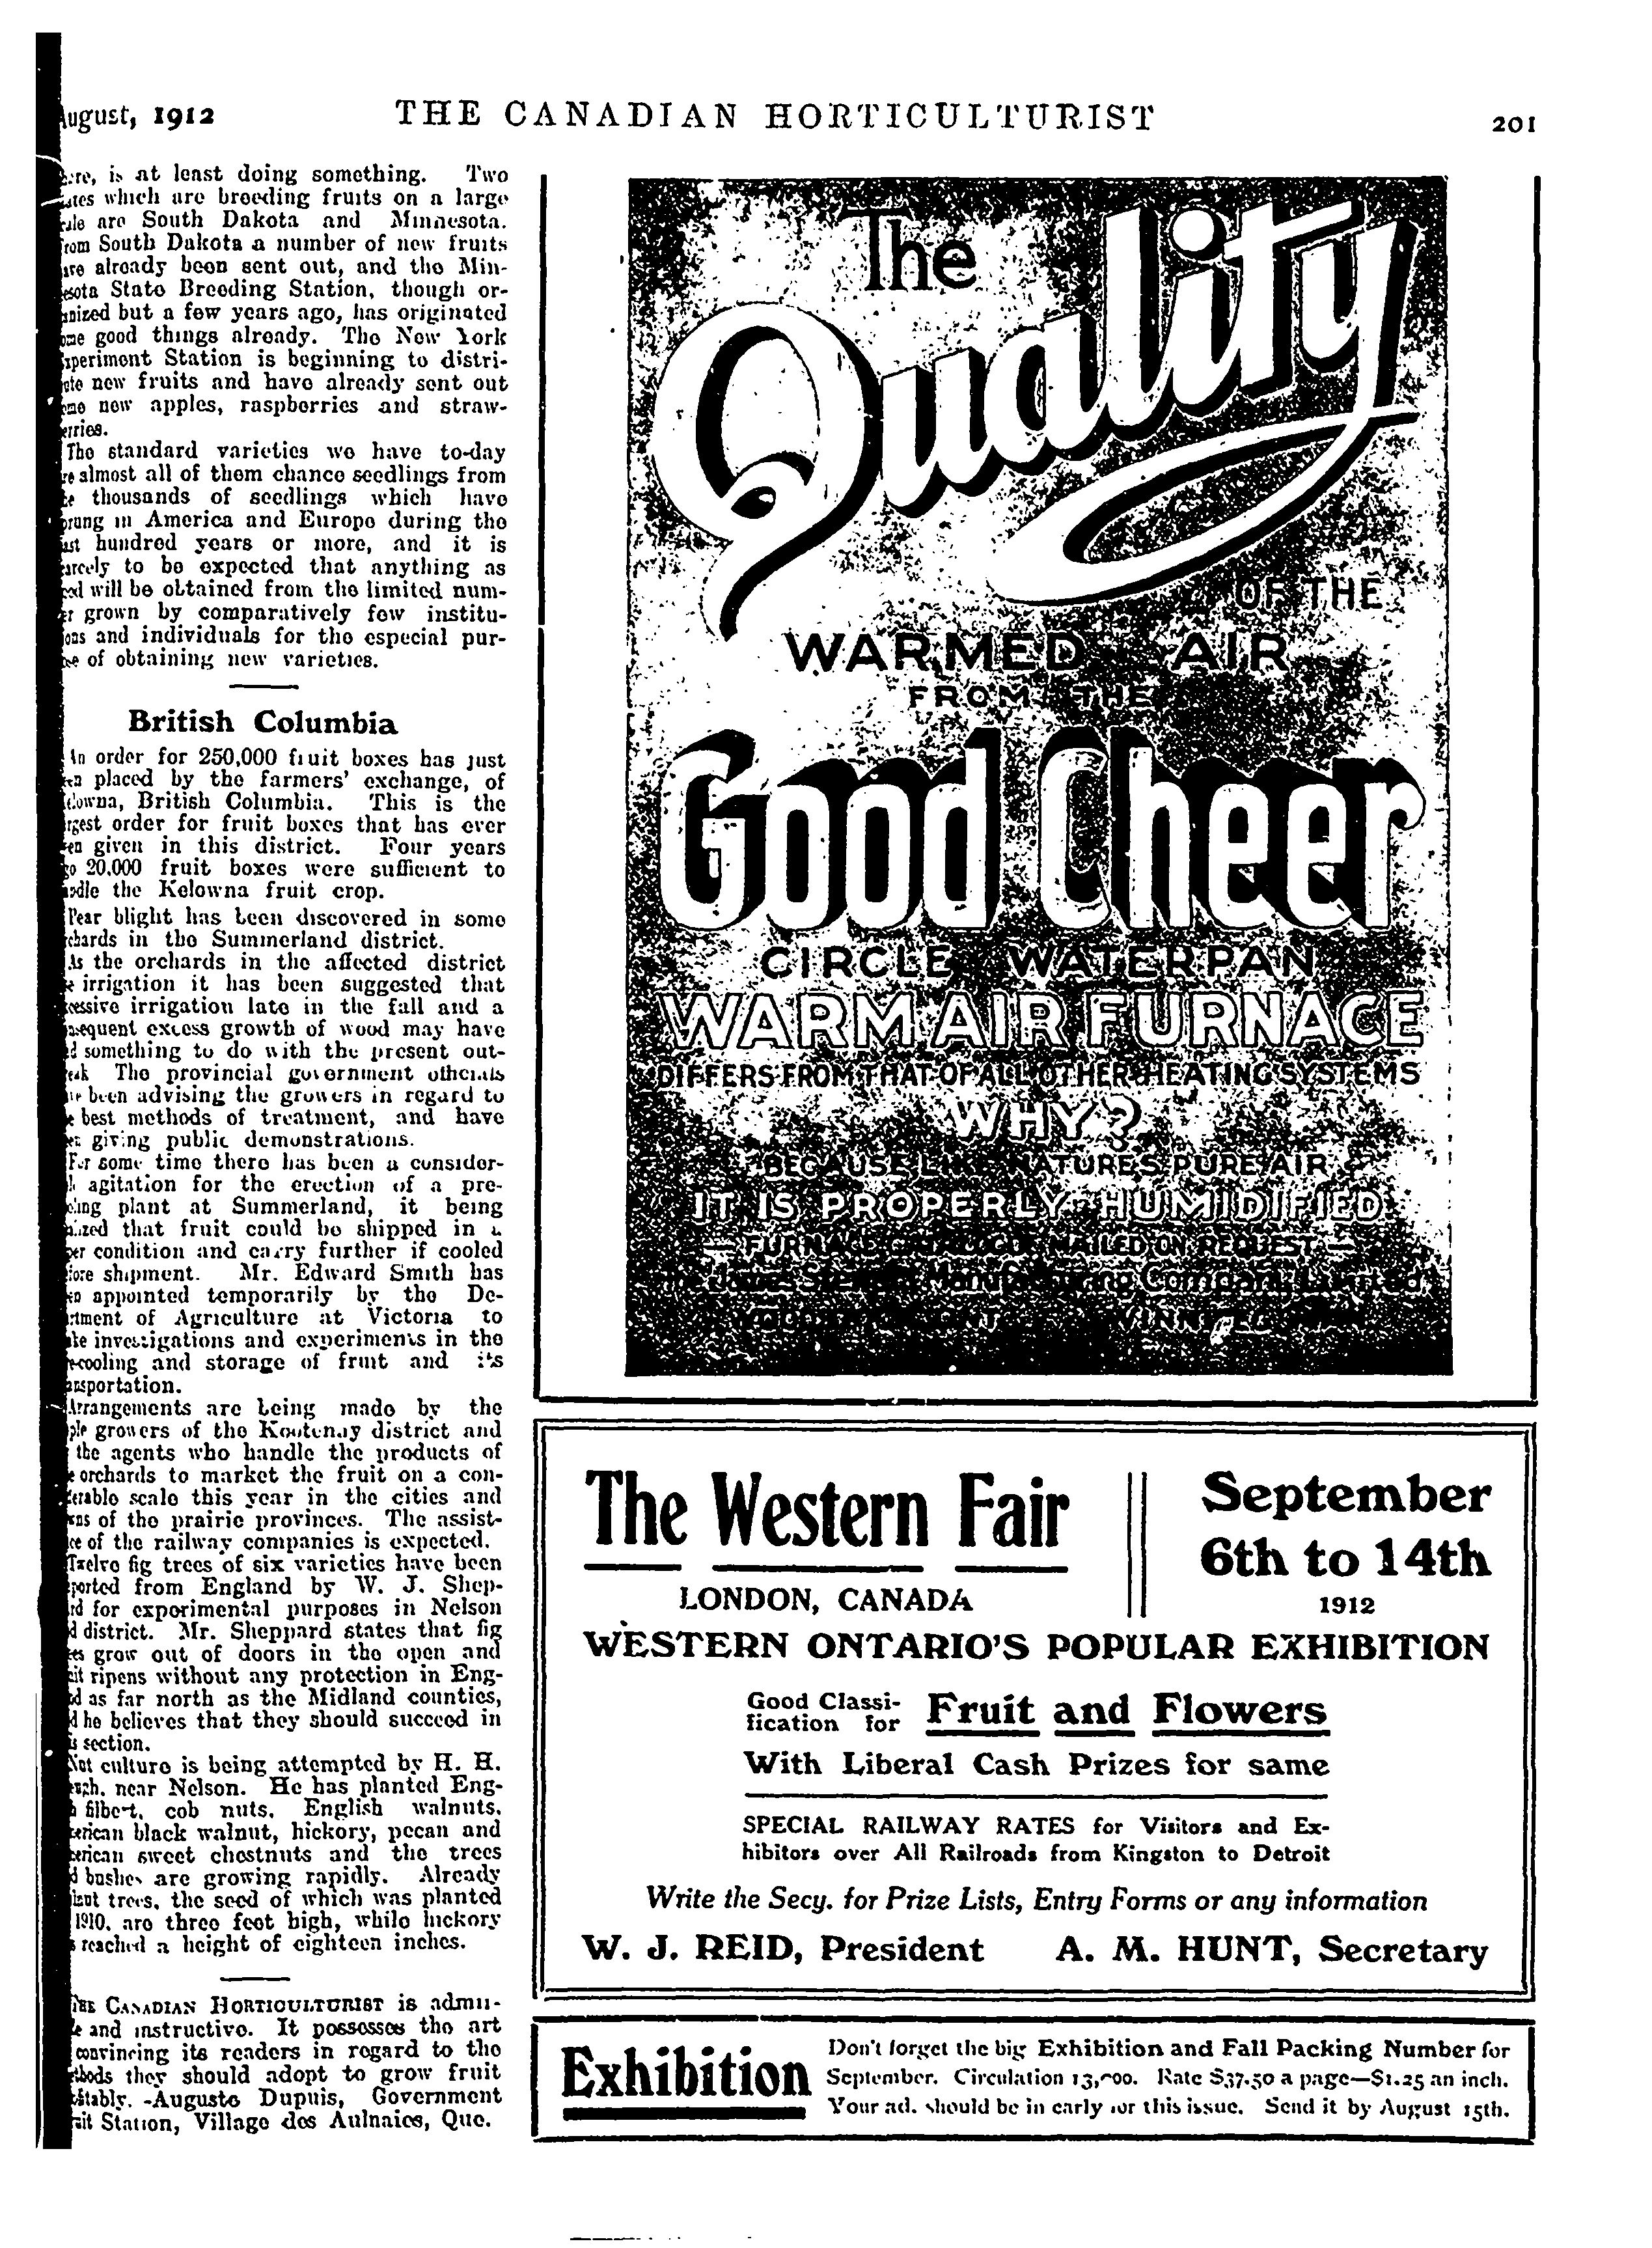 August, 1912 THE CANADIAN HORTICULTURIST 201
is at least doing something. Two
which are breeding fruits on a large
are South Dakota and Minnesota.
South Dakota a number of new fruits
already been sent out, and the Min-
State Breeding Station, though or-
but a few years ago, has originated
good things already. The New York
Station is beginning to distri-
new fruits and have already sent out
new apples, raspberries and straw-

The standard varieties we have to-day
almost all of them chance seedlings from
thousands of seedlings which have
in America and Europe during the
hundred years or more, and it is
to be expected that anything as
will be obtained from the limited num-
grown by comparatively few institu-
and individuals for the especial pur-
of obtaining new varieties.
British Columbia
An order for 250,000 fruit boxes has just
placed by the farmers' exchange, of
British Columbia. This is the
order for fruit boxes that has ever
given in this district. Four years
20,000 fruit boxes were sufficient to
the Kelowna fruit crop.
Pear blight has been discovered in some
in the Summerland district.
As the orchards in the affected district
irrigation it has been suggested that
irrigation late in the fall and a
excess growth of wood may have
something to do with the present out-
The provincial government officials
been advising the growers in regard to
best methods of treatment, and have
giving public demonstrations.
For some time there has been a consider-
agitation for the erection of a pre-
plant at Summerland, it being
that fruit could be shipped in a
condition and carry further if cooled
shipment. Mr. Edward Smith has
appointed temporarily by the De-
of Agriculture at Victoria to
investigations and experiments in the
and storage of fruit and its

Arrangements are being made by the
growers of the Kootenay district and
the agents who handle the products of
orchards to market the fruit on a con-
scale this year in the cities and
of the prairie provinces. The assist-
of the railway companies is expected.
Twelve fig trees of six varieties have been
from England by W. J. Shep-
for experimental purposes in Nelson
district. Mr. Sheppard states that fig
grow out of doors in the open and
ripens without any protection in Eng-
as far north as the Midland counties,
he believes that they should succeed in
section.
Nut culture is being attempted by H. H.
near Nelson. He has planted Eng-
filbert, cob nuts, English walnuts,
black walnut, hickory, pecan and
sweet chestnuts and the trees
bushes are growing rapidly. Already
trees, the seed of which was planted
1910, are three feet high, while hickory
reached a height of eighteen inches.
THE CANADIAN HORTICULTURIST is admir-
and instructive. It possesses the art
convincing its readers in regard to the
they should adopt to grow fruit
-Auguste Dupuis, Government
Station, Village des Aulnaies, Que.
The
Quality
OF THE
WARMED AIR
FROM THE
Good Cheer
CIRCLE WATERPAN
WARM AIR FURNACE
DIFFERS FROM THAT OF ALL OTHER HEATING SYSTEMS
WHY?
BECAUSE LIKE NATURES PURE AIR
IT IS PROPERLY HUMIDIFIED
— FURNACE CATALOGUE MAILED ON REQUEST —
Manufacturing Company Limited
The Western Fair
LONDON, CANADA
September
6th to 14th
1912
WESTERN ONTARIO'S POPULAR EXHIBITION
Good Classi-
fication for Fruit and Flowers
With Liberal Cash Prizes for same
SPECIAL RAILWAY RATES for Visitors and Ex-
hibitors over All Railroads from Kingston to Detroit
Write the Secy. for Prize Lists, Entry Forms or any information
W. J. REID, President A. M. HUNT, Secretary
Exhibition
Don't forget the big Exhibition and Fall Packing Number for
September. Circulation Rate $37.50 a page—$1.25 an inch.
Your ad. should be in early for this issue. Send it by August 15th.